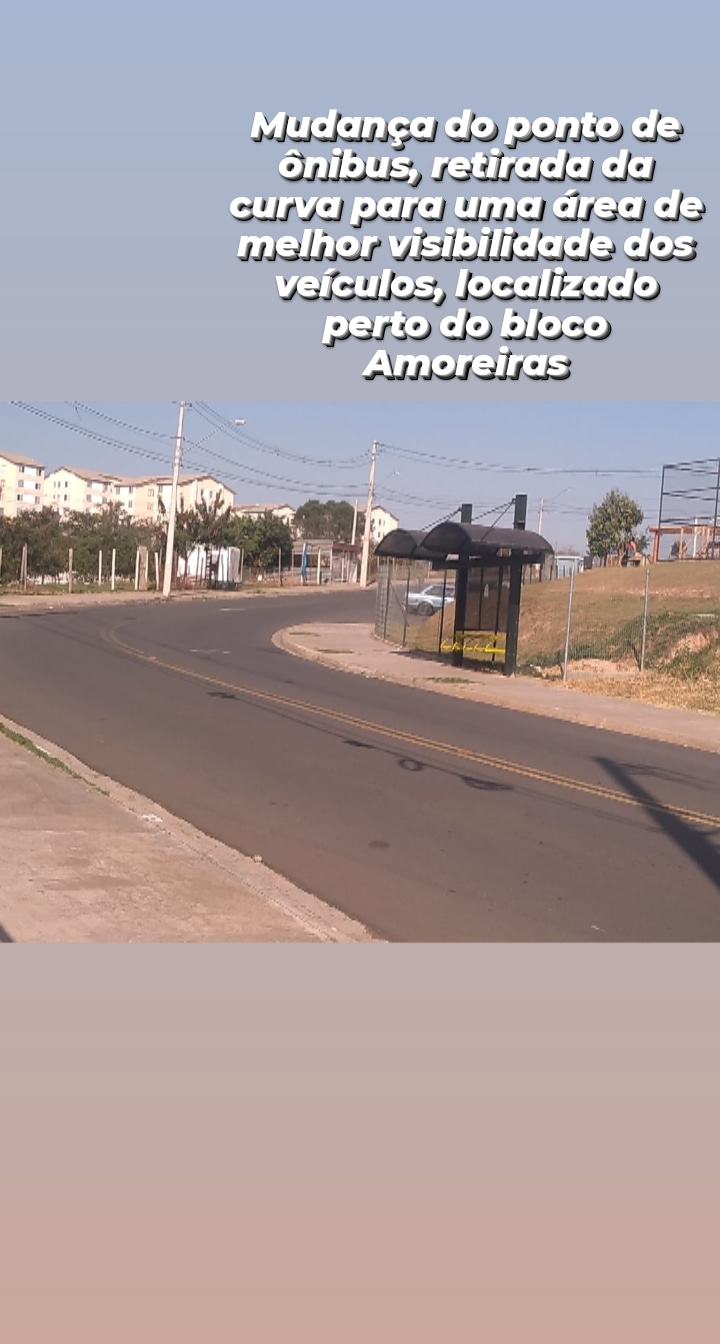 Mudança do ponto de
ônibus, retirada da
curva para uma área de
melhor visibilidade dos
veículos, localizado
perto do bloco
Amoreiras